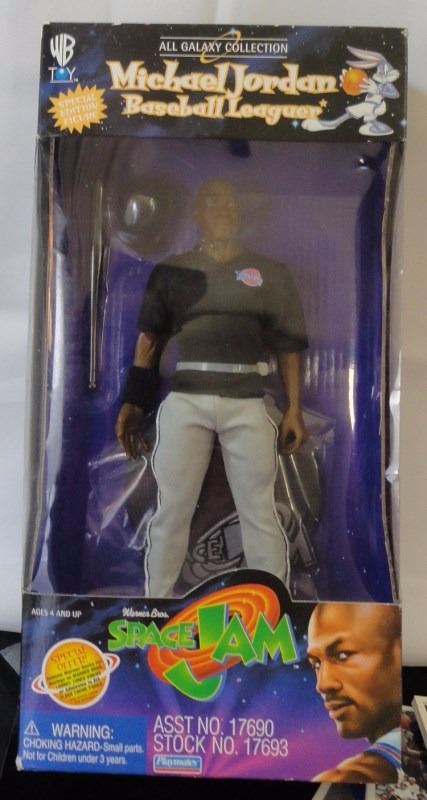 WB
TOY
ALL GALAXY COLLECTION
Michael Jordan
Baseball Leaguer
SPECIAL
EDITION
FIGURE
AGES 4 AND UP
Warner Bros.
SPACE JAM
SPECIAL
OFFER!
WARNING:
CHOKING HAZARD-Small parts.
Not for Children under 3 years.
ASST NO. 17690
STOCK NO. 17693
Playmates